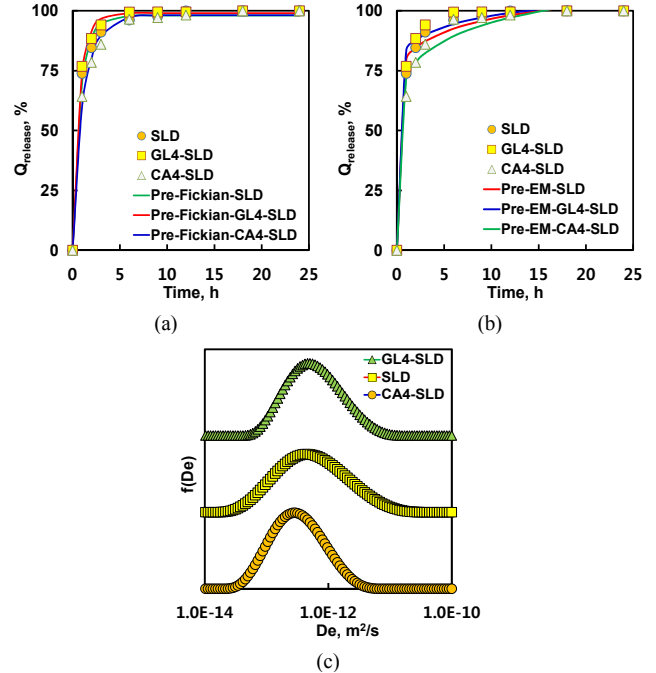 100
75
50
25
0
Q_release, %
SLD
GL4-SLD
CA4-SLD
Pre-Fickian-SLD
Pre-Fickian-GL4-SLD
Pre-Fickian-CA4-SLD
0 5 10 15 20 25
Time, h
(a)
100
75
50
25
0
Q_release, %
SLD
GL4-SLD
CA4-SLD
Pre-EM-SLD
Pre-EM-GL4-SLD
Pre-EM-CA4-SLD
0 5 10 15 20 25
Time, h
(b)
GL4-SLD
SLD
CA4-SLD
f(De)
1.0E-14 1.0E-12 1.0E-10
De, m²/s
(c)